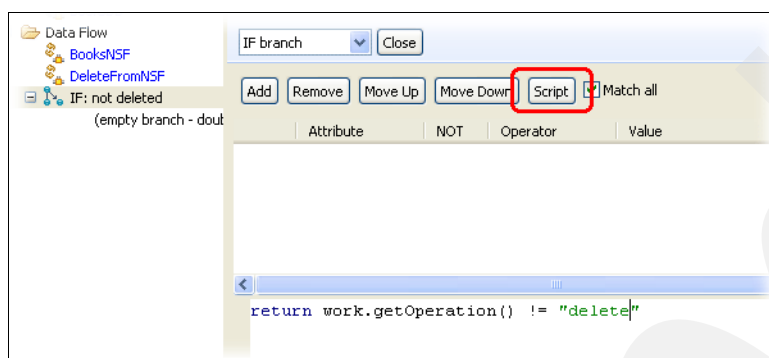 Data Flow
BooksNSF
DeleteFromNSF
IF: not deleted
(empty branch - doub
IF branch
Close
Add Remove Move Up Move Down Script Match all
Attribute NOT Operator Value
return work.getOperation() != "delete"